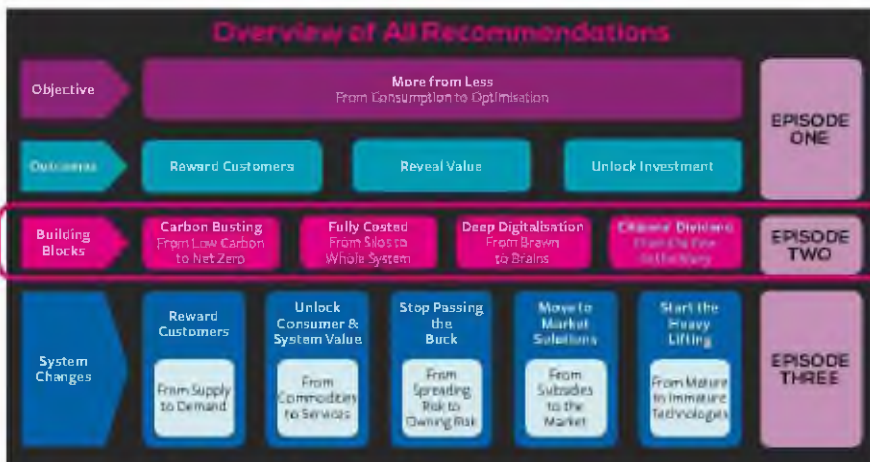 Overview of All Recommendations
Objective
More from Less
From Consumption to Optimisation
EPISODE
ONE
Outcomes
Reward Customers
Reveal Value
Unlock Investment
Building
Blocks
Carbon Busting
From Low Carbon
to Net Zero
Fully Costed
From Silos to
Whole System
Deep Digitalisation
From Brawn
to Brains
Citizens' Dividend
From the Few
to the Many
EPISODE
TWO
System
Changes
Reward
Customers
From Supply
to Demand
Unlock
Consumer &
System Value
From
Commodities
to Services
Stop Passing
the
Buck
From
Spreading
Risk to
Owning Risk
Move to
Market
Solutions
From
Subsidies
to the
Market
Start the
Heavy
Lifting
From Mature
to Immature
Technologies
EPISODE
THREE